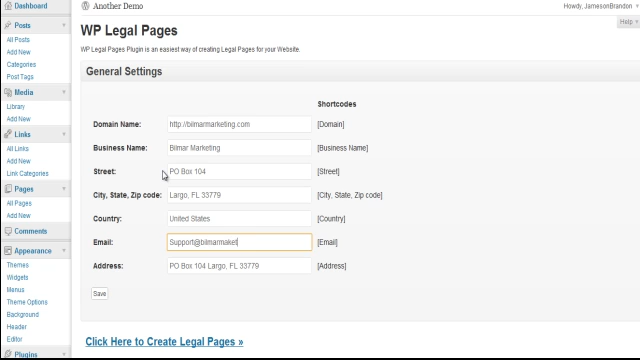 Dashboard
Another Demo
Howdy, JamesonBrandon
Help
Posts
All Posts
Add New
Categories
Post Tags
Media
Library
Add New
Links
All Links
Add New
Link Categories
Pages
All Pages
Add New
Comments
Appearance
Themes
Widgets
Menus
Theme Options
Background
Header
Editor
Plugins
WP Legal Pages
WP Legal Pages Plugin is an easiest way of creating Legal Pages for your Website.
General Settings
Shortcodes
Domain Name: http://bilmarmarketing.com [Domain]
Business Name: Bilmar Marketing [Business Name]
Street: PO Box 104 [Street]
City, State, Zip code: Largo, FL 33779 [City, State, Zip code]
Country: United States [Country]
Email: Support@bilmarmaket [Email]
Address: PO Box 104 Largo, FL 33779 [Address]
Save
Click Here to Create Legal Pages »